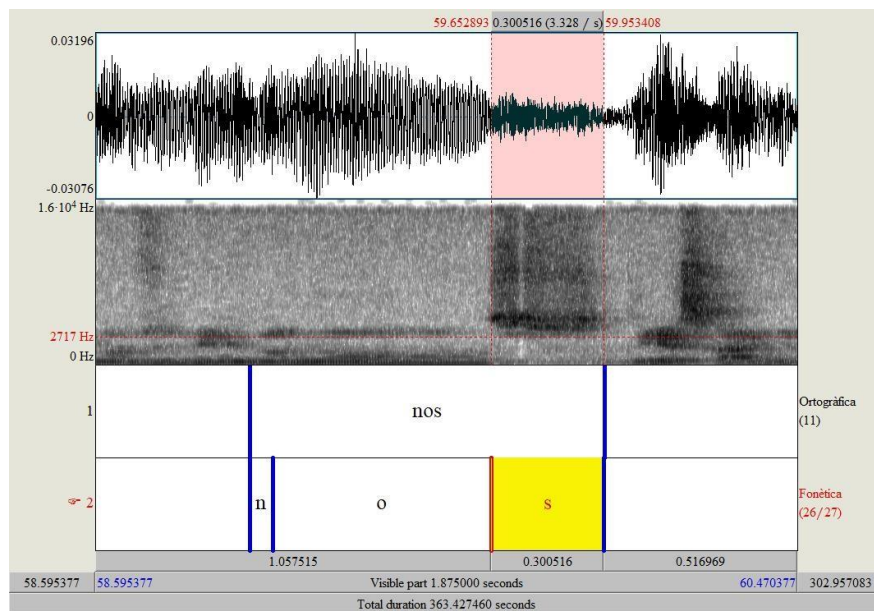 59.652893 0.300516 (3.328 / s) 59.953408
0.03196
0
-0.03076
1.6·10⁴ Hz
2717 Hz
0 Hz
1 nos Ortogràfica
(11)
2 n o s Fonètica
(26/27)
1.057515 0.300516 0.516969
58.595377 58.595377 Visible part 1.875000 seconds 60.470377 302.957083
Total duration 363.427460 seconds